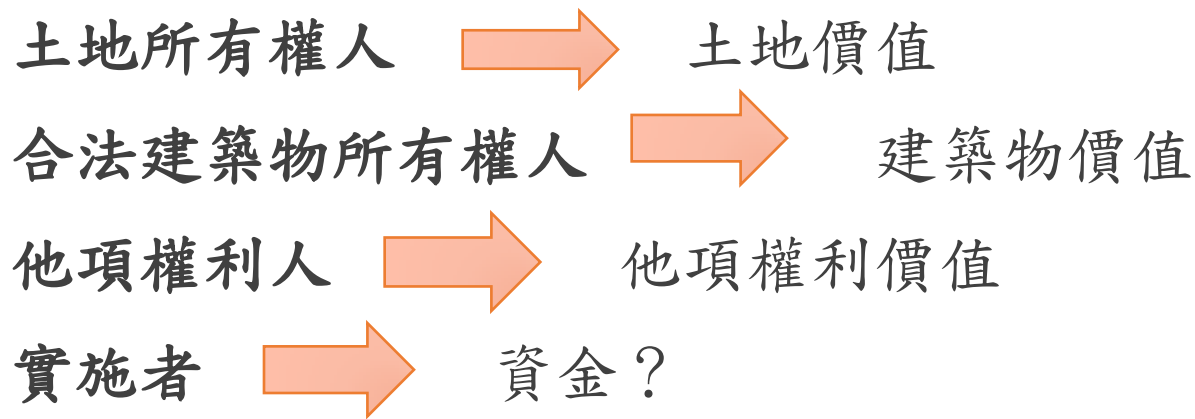 土地所有權人 土地價值
合法建築物所有權人 建築物價值
他項權利人 他項權利價值
實施者 資金？